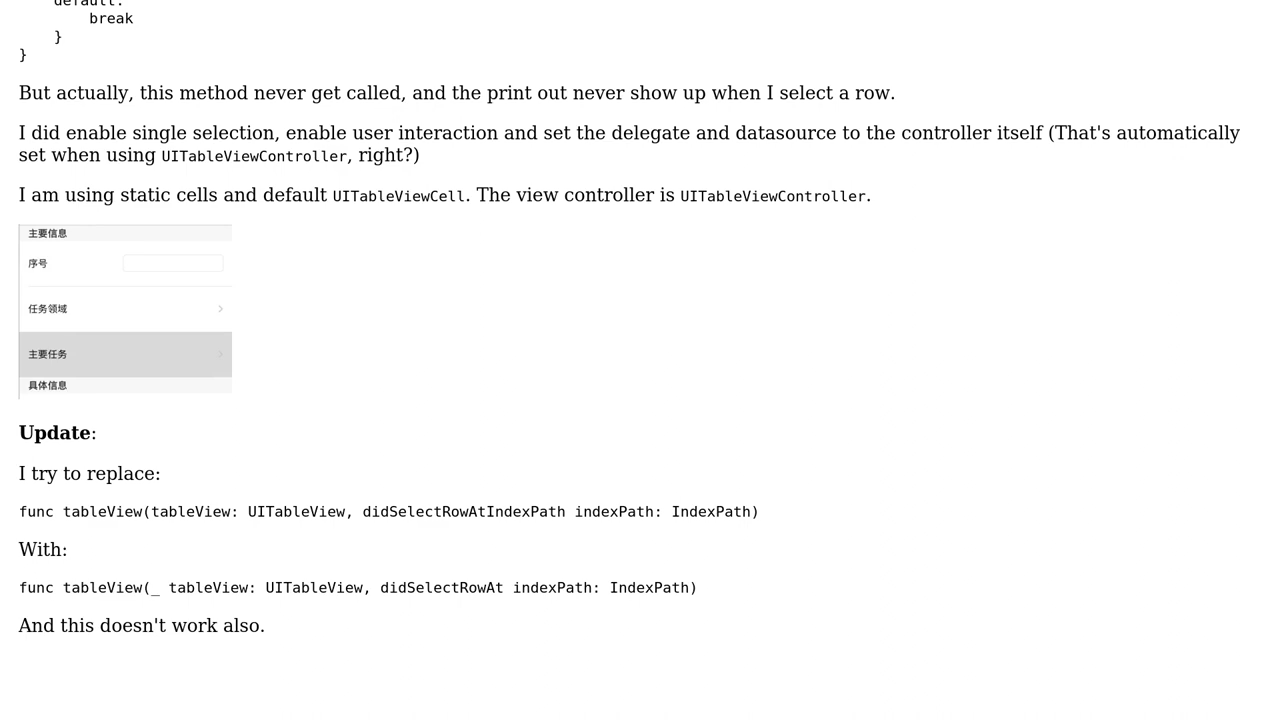 default:
break
}
}
But actually, this method never get called, and the print out never show up when I select a row.
I did enable single selection, enable user interaction and set the delegate and datasource to the controller itself (That's automatically
set when using UITableViewController, right?)
I am using static cells and default UITableViewCell. The view controller is UITableViewController.
主要信息
序号
任务领域
主要任务
具体信息
Update:
I try to replace:
func tableView(tableView: UITableView, didSelectRowAtIndexPath indexPath: IndexPath)
With:
func tableView(_ tableView: UITableView, didSelectRowAt indexPath: IndexPath)
And this doesn't work also.